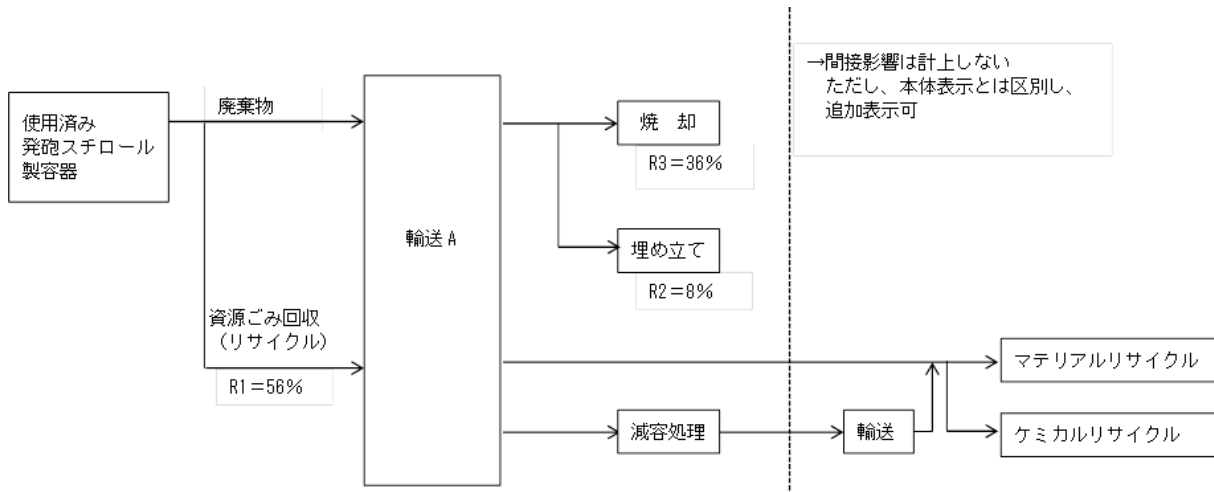 使用済み
発砲スチロール
製容器
廃棄物
資源ごみ回収
（リサイクル）
R1＝56%
輸送A
焼　却
R3＝36%
埋め立て
R2＝8%
減容処理
→間接影響は計上しない
ただし、本体表示とは区別し、
追加表示可
輸送
マテリアルリサイクル
ケミカルリサイクル